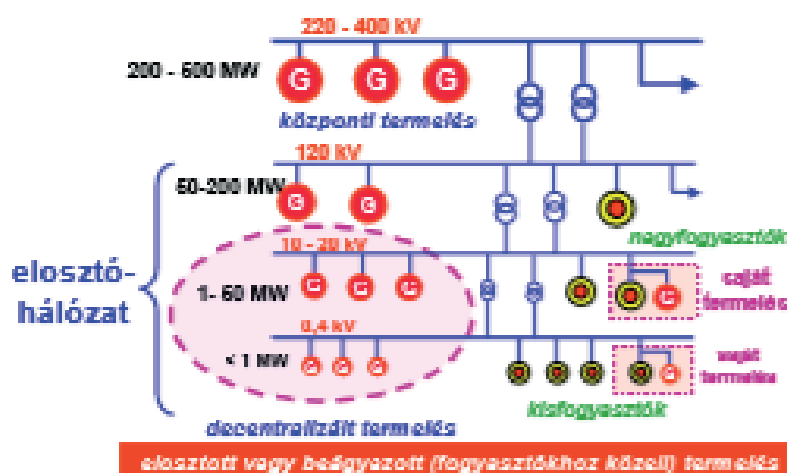 220 - 400 kV
200 - 600 MW
G G G
központi termelés
120 kV
50-200 MW
G G
nagyfogyasztók
10 - 20 kV
elosztó-
hálózat
1- 60 MW
G G G
G
saját
termelés
0,4 kV
< 1 MW
G G G
G
saját
termelés
kisfogyasztók
decentralizált termelés
elosztott vagy beágyazott (fogyasztókhoz közeli) termelés